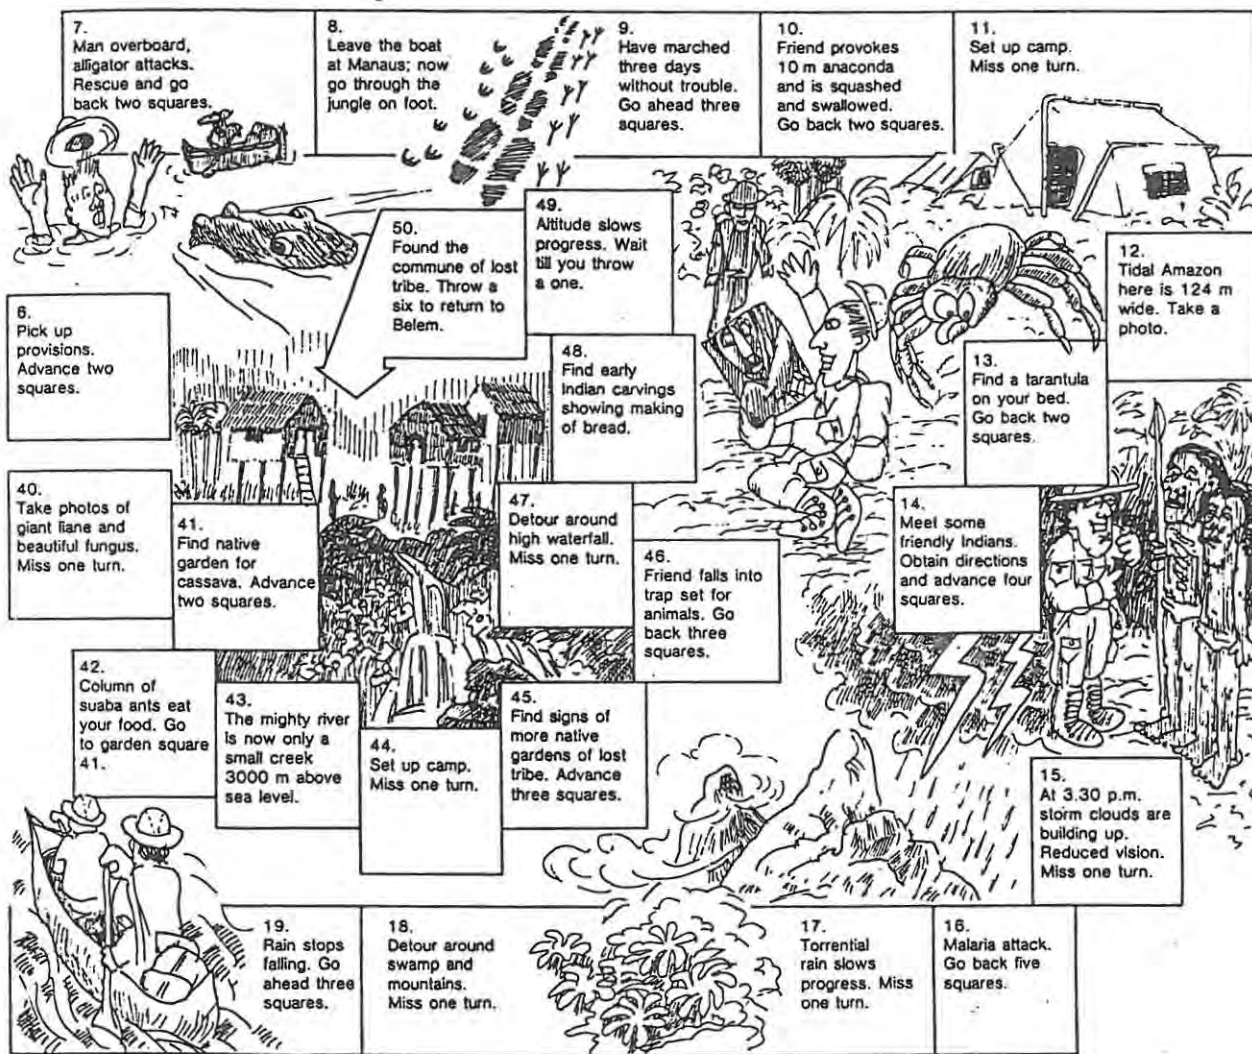 7.
Man overboard,
alligator attacks.
Rescue and go
back two squares.
8.
Leave the boat
at Manaus; now
go through the
jungle on foot.
9.
Have marched
three days
without trouble.
Go ahead three
squares.
10.
Friend provokes
10 m anaconda
and is squashed
and swallowed.
Go back two squares.
11.
Set up camp.
Miss one turn.
50.
Found the
commune of lost
tribe. Throw a
six to return to
Belem.
49.
Altitude slows
progress. Wait
till you throw
a one.
12.
Tidal Amazon
here is 124 m
wide. Take a
photo.
6.
Pick up
provisions.
Advance two
squares.
48.
Find early
Indian carvings
showing making
of bread.
13.
Find a tarantula
on your bed.
Go back two
squares.
40.
Take photos of
giant liane and
beautiful fungus.
Miss one turn.
41.
Find native
garden for
cassava. Advance
two squares.
47.
Detour around
high waterfall.
Miss one turn.
46.
Friend falls into
trap set for
animals. Go
back three
squares.
14.
Meet some
friendly Indians.
Obtain directions
and advance four
squares.
42.
Column of
suaba ants eat
your food. Go
to garden square
41.
43.
The mighty river
is now only a
small creek
3000 m above
sea level.
44.
Set up camp.
Miss one turn.
45.
Find signs of
more native
gardens of lost
tribe. Advance
three squares.
15.
At 3.30 p.m.
storm clouds are
building up.
Reduced vision.
Miss one turn.
19.
Rain stops
falling. Go
ahead three
squares.
18.
Detour around
swamp and
mountains.
Miss one turn.
17.
Torrential
rain slows
progress. Miss
one turn.
16.
Malaria attack.
Go back five
squares.